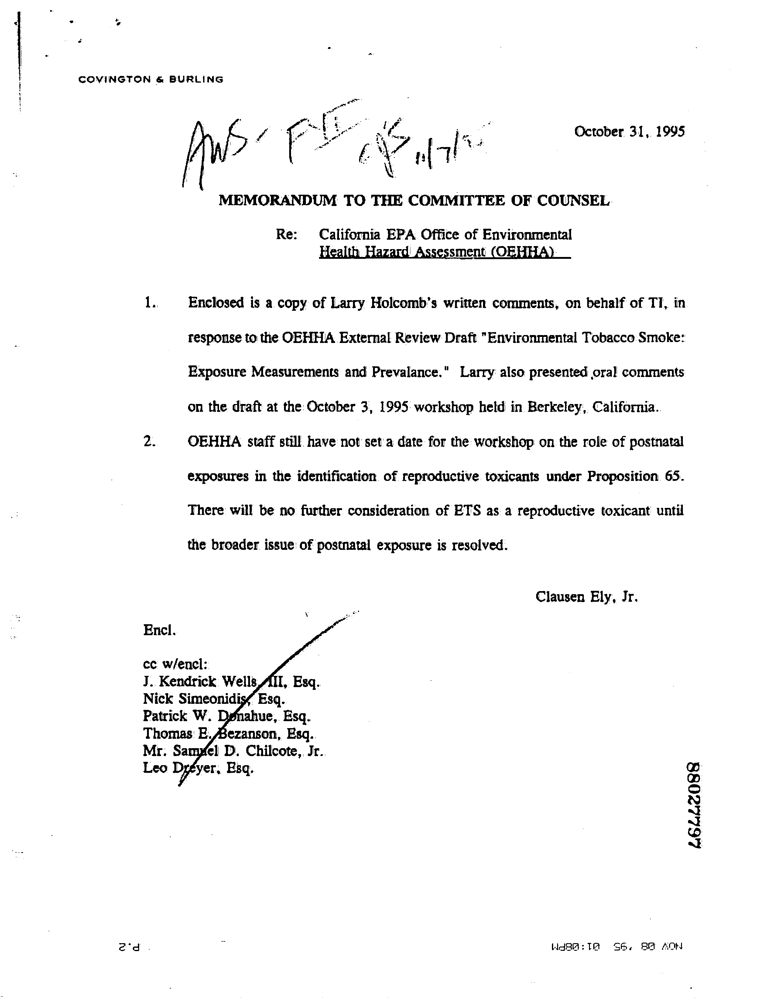 COVINGTON & BURLING
AWS - FYI
11/7/95
October 31, 1995
MEMORANDUM TO THE COMMITTEE OF COUNSEL
Re: California EPA Office of Environmental
Health Hazard Assessment (OEHHA)
1. Enclosed is a copy of Larry Holcomb's written comments, on behalf of TI, in
response to the OEHHA External Review Draft "Environmental Tobacco Smoke:
Exposure Measurements and Prevalance." Larry also presented oral comments
on the draft at the October 3, 1995 workshop held in Berkeley, California.
2. OEHHA staff still have not set a date for the workshop on the role of postnatal
exposures in the identification of reproductive toxicants under Proposition 65.
There will be no further consideration of ETS as a reproductive toxicant until
the broader issue of postnatal exposure is resolved.
Clausen Ely, Jr.
Encl.
cc w/encl:
J. Kendrick Wells, III, Esq.
Nick Simeonidis, Esq.
Patrick W. Donahue, Esq.
Thomas E. Bezanson, Esq.
Mr. Samuel D. Chilcote, Jr.
Leo Dreyer, Esq.
88027797
P.2
NOV 08 '95 01:08PM